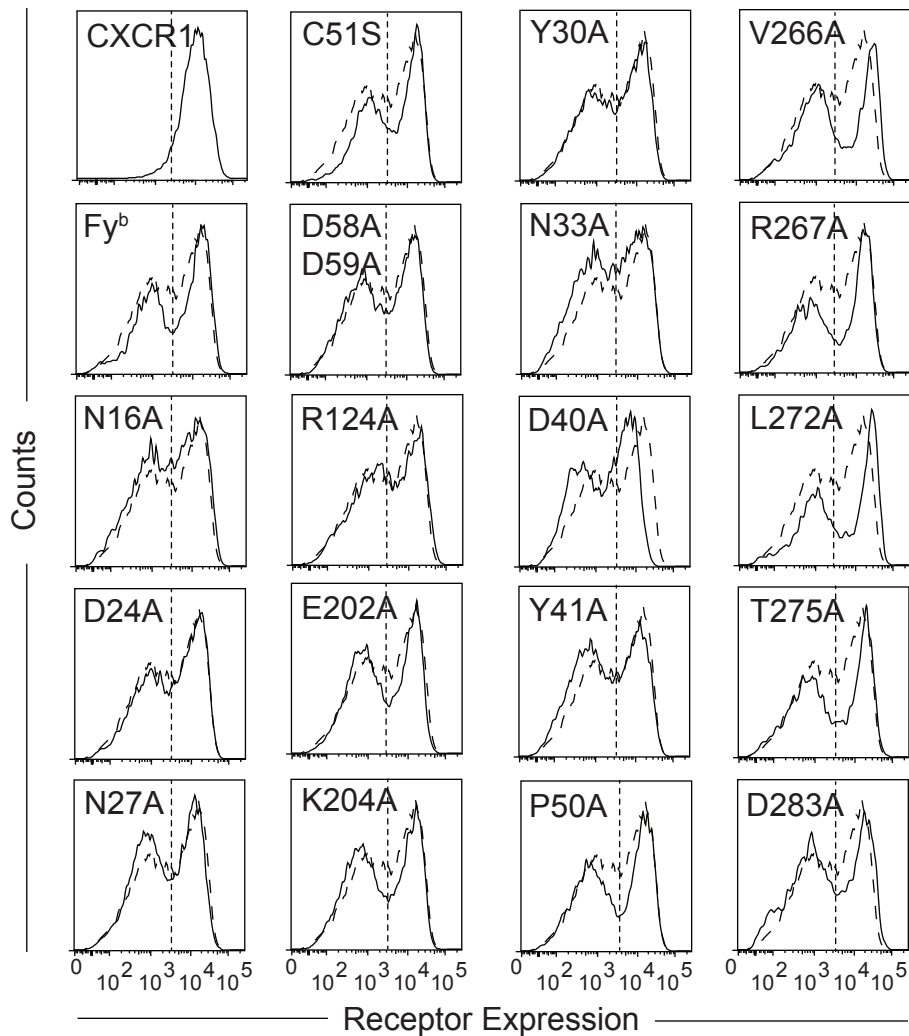 CXCR1
C51S
Y30A
V266A
Fyᵇ
D58A
D59A
N33A
R267A
N16A
R124A
D40A
L272A
D24A
E202A
Y41A
T275A
N27A
K204A
P50A
D283A
Counts
0 10² 10³ 10⁴ 10⁵
0 10² 10³ 10⁴ 10⁵
0 10² 10³ 10⁴ 10⁵
0 10² 10³ 10⁴ 10⁵
Receptor Expression